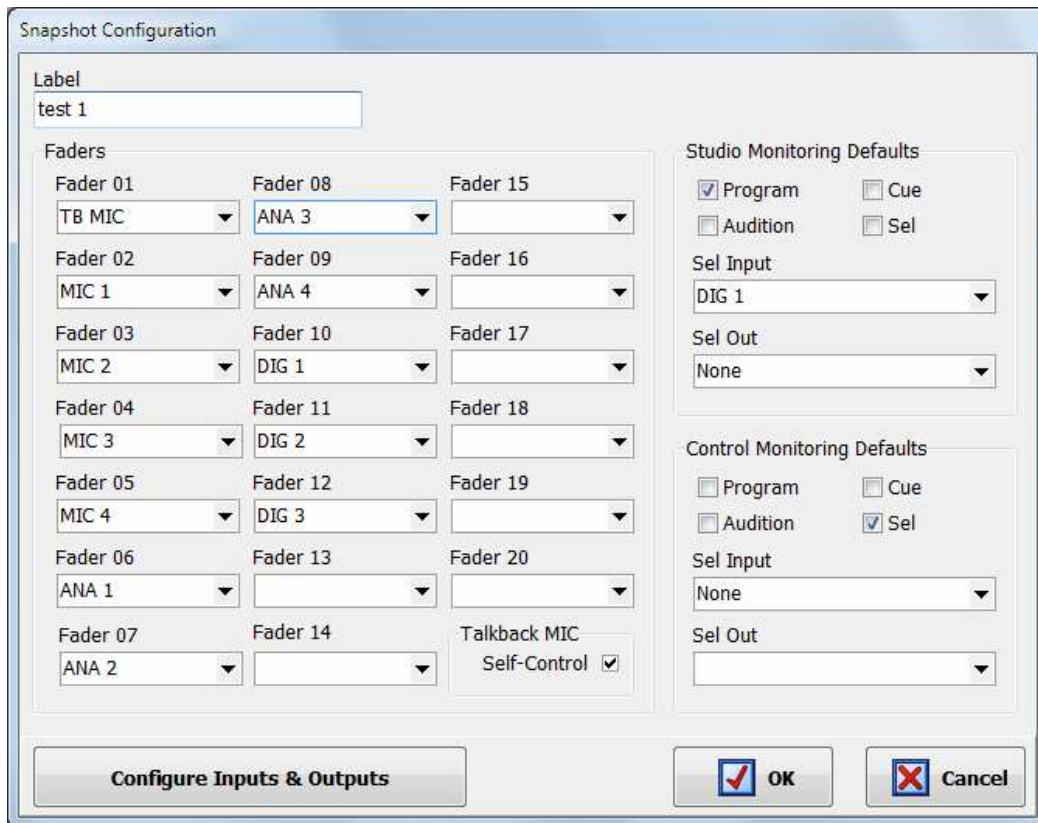 Snapshot Configuration
Label
test 1
Faders
Fader 01
TB MIC
Fader 02
MIC 1
Fader 03
MIC 2
Fader 04
MIC 3
Fader 05
MIC 4
Fader 06
ANA 1
Fader 07
ANA 2
Fader 08
ANA 3
Fader 09
ANA 4
Fader 10
DIG 1
Fader 11
DIG 2
Fader 12
DIG 3
Fader 13
Fader 14
Fader 15
Fader 16
Fader 17
Fader 18
Fader 19
Fader 20
Talkback MIC
Self-Control
Studio Monitoring Defaults
Program
Cue
Audition
Sel
Sel Input
DIG 1
Sel Out
None
Control Monitoring Defaults
Program
Cue
Audition
Sel
Sel Input
None
Sel Out
Configure Inputs & Outputs
OK
Cancel